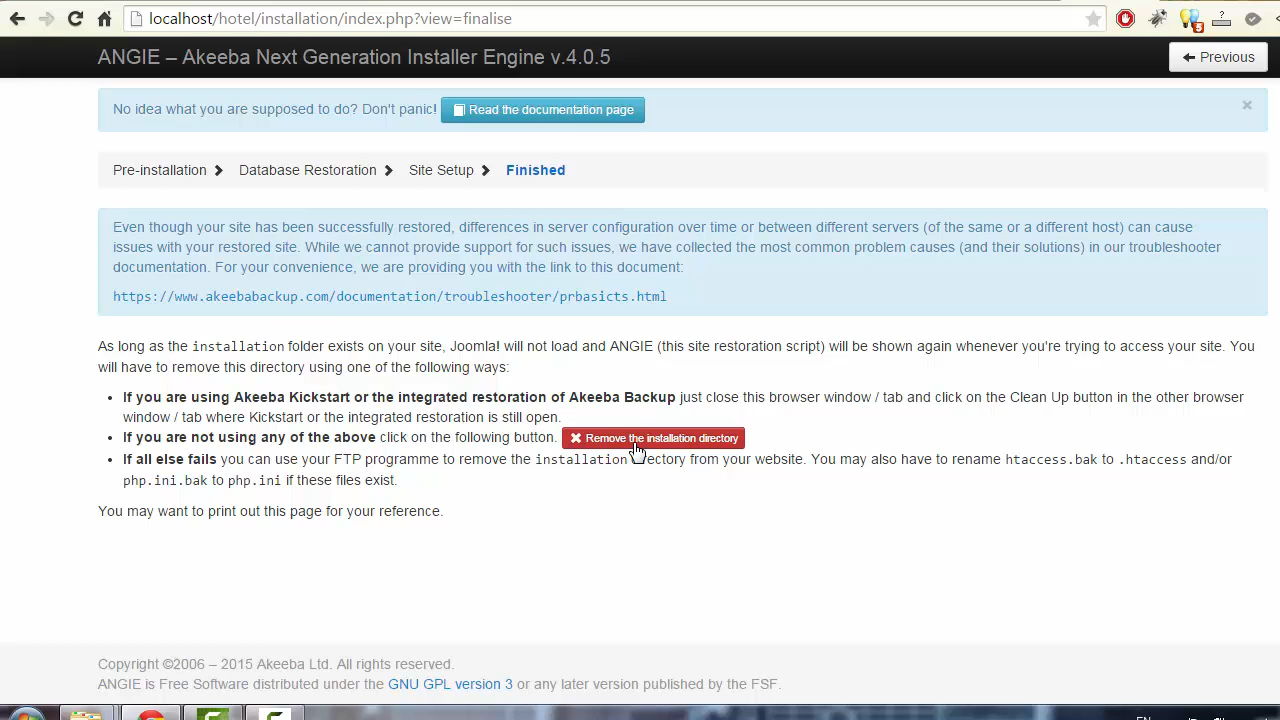 localhost/hotel/installation/index.php?view=finalise
5
ANGIE – Akeeba Next Generation Installer Engine v.4.0.5
Previous
No idea what you are supposed to do? Don't panic! Read the documentation page
×
Pre-installation Database Restoration Site Setup Finished
Even though your site has been successfully restored, differences in server configuration over time or between different servers (of the same or a different host) can cause
issues with your restored site. While we cannot provide support for such issues, we have collected the most common problem causes (and their solutions) in our troubleshooter
documentation. For your convenience, we are providing you with the link to this document:
https://www.akeebabackup.com/documentation/troubleshooter/prbasicts.html
As long as the installation folder exists on your site, Joomla! will not load and ANGIE (this site restoration script) will be shown again whenever you're trying to access your site. You
will have to remove this directory using one of the following ways:
• If you are using Akeeba Kickstart or the integrated restoration of Akeeba Backup just close this browser window / tab and click on the Clean Up button in the other browser
window / tab where Kickstart or the integrated restoration is still open.
• If you are not using any of the above click on the following button. Remove the installation directory
• If all else fails you can use your FTP programme to remove the installation directory from your website. You may also have to rename htaccess.bak to .htaccess and/or
php.ini.bak to php.ini if these files exist.
You may want to print out this page for your reference.
Copyright ©2006 – 2015 Akeeba Ltd. All rights reserved.
ANGIE is Free Software distributed under the GNU GPL version 3 or any later version published by the FSF.
EN